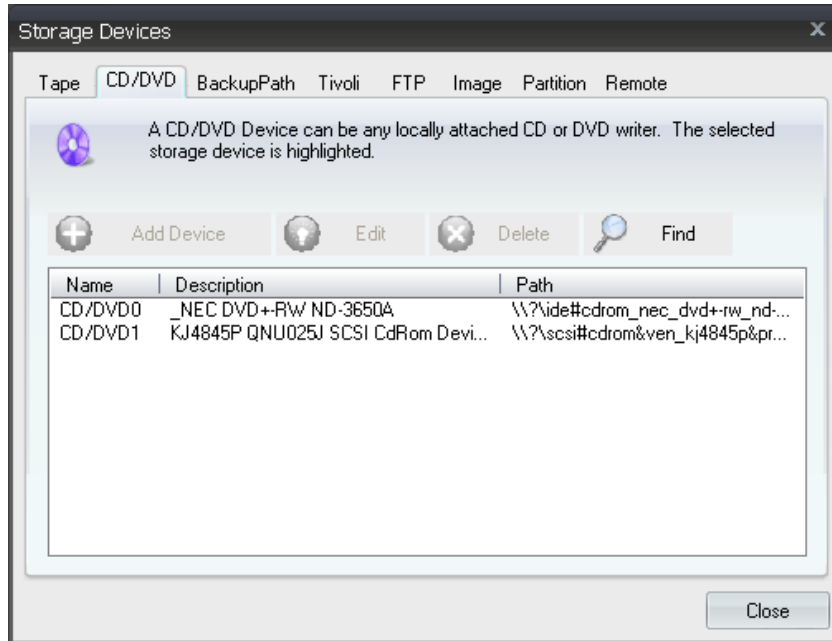 Storage Devices x
Tape CD/DVD BackupPath Tivoli FTP Image Partition Remote
A CD/DVD Device can be any locally attached CD or DVD writer. The selected
storage device is highlighted.
Add Device Edit Delete Find
Name Description Path
CD/DVD0 _NEC DVD+-RW ND-3650A \\?\ide#cdrom_nec_dvd+-rw_nd-...
CD/DVD1 KJ4845P QNU025J SCSI CdRom Devi... \\?\scsi#cdrom&ven_kj4845p&pr...
Close